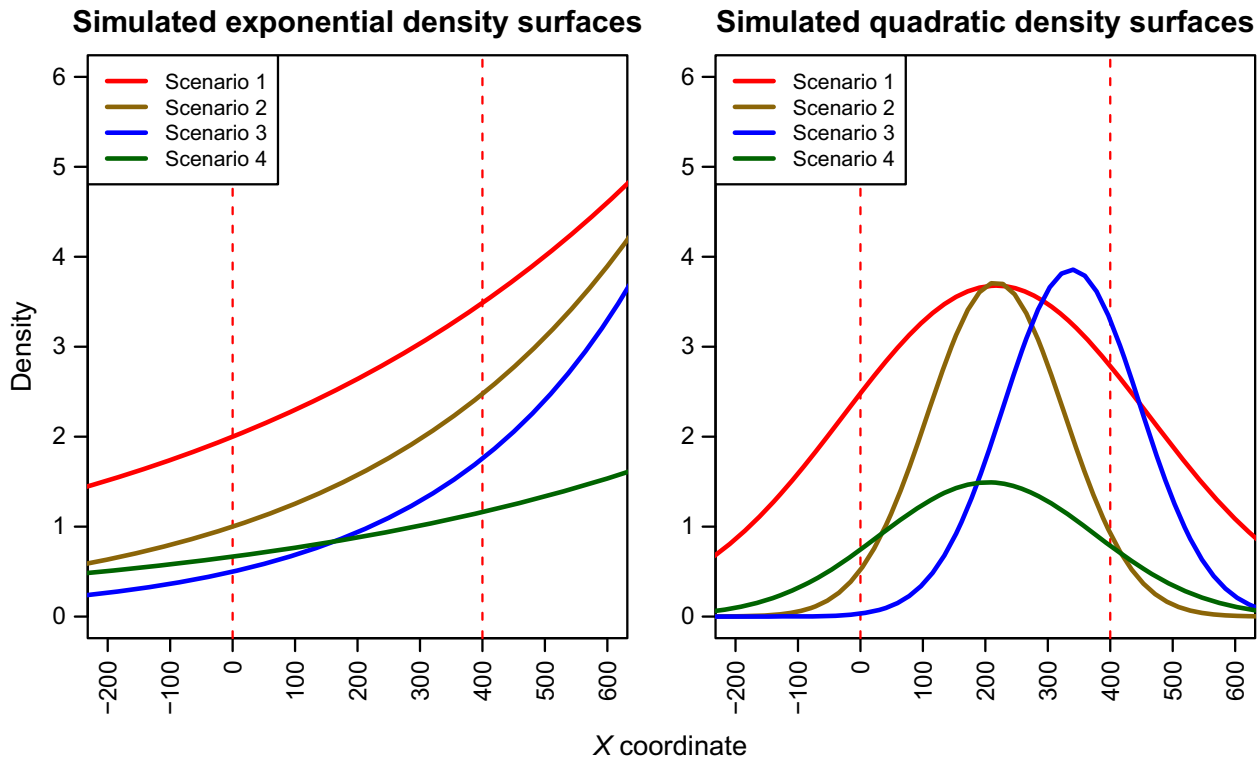 Simulated exponential density surfaces
Scenario 1
Scenario 2
Scenario 3
Scenario 4
Density
6
5
4
3
2
1
0
−200
−100
0
100
200
300
400
500
600
Simulated quadratic density surfaces
Scenario 1
Scenario 2
Scenario 3
Scenario 4
6
5
4
3
2
1
0
−200
−100
0
100
200
300
400
500
600
X coordinate